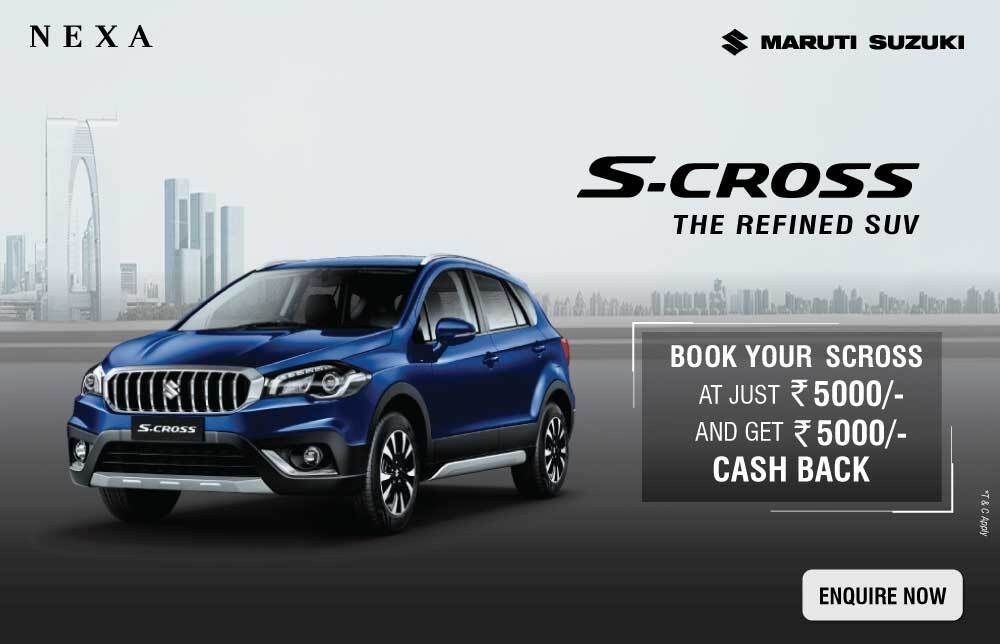 NEXA
MARUTI SUZUKI
S-CROSS
THE REFINED SUV
S-CROSS
BOOK YOUR SCROSS
AT JUST ₹ 5000/-
AND GET ₹ 5000/-
CASH BACK
*T & C Apply
ENQUIRE NOW